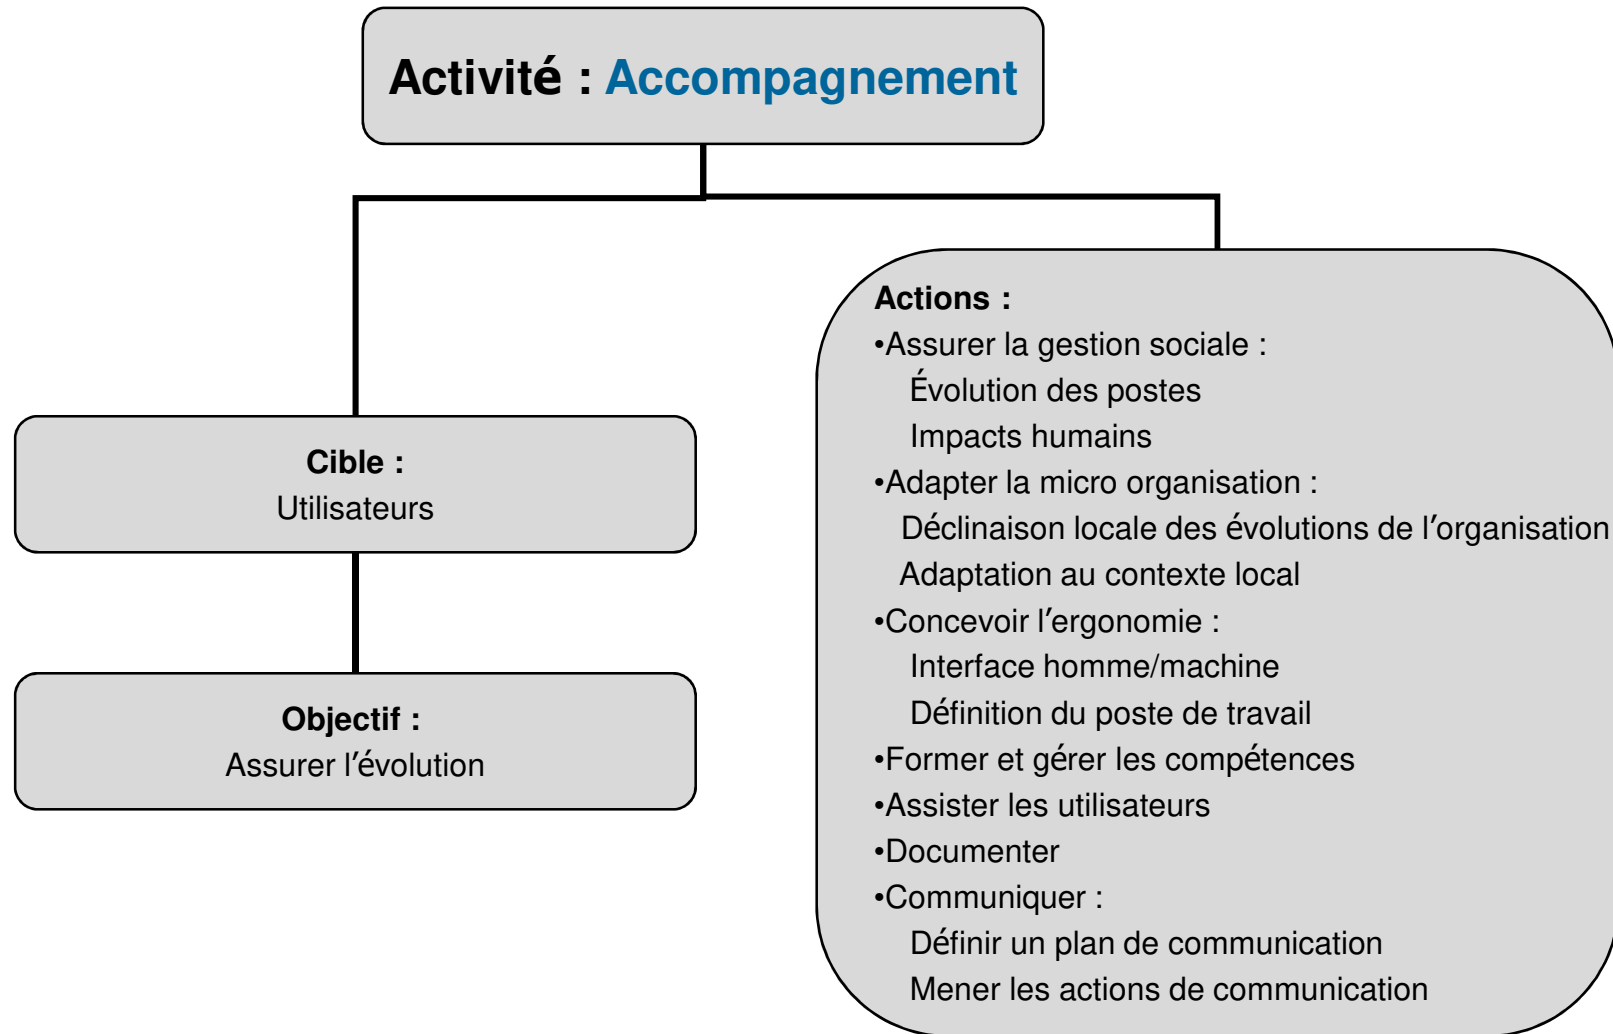 Activité : Accompagnement
Cible :
Utilisateurs
Objectif :
Assurer l'évolution
Actions :
•Assurer la gestion sociale :
Évolution des postes
Impacts humains
•Adapter la micro organisation :
Déclinaison locale des évolutions de l'organisation
Adaptation au contexte local
•Concevoir l'ergonomie :
Interface homme/machine
Définition du poste de travail
•Former et gérer les compétences
•Assister les utilisateurs
•Documenter
•Communiquer :
Définir un plan de communication
Mener les actions de communication